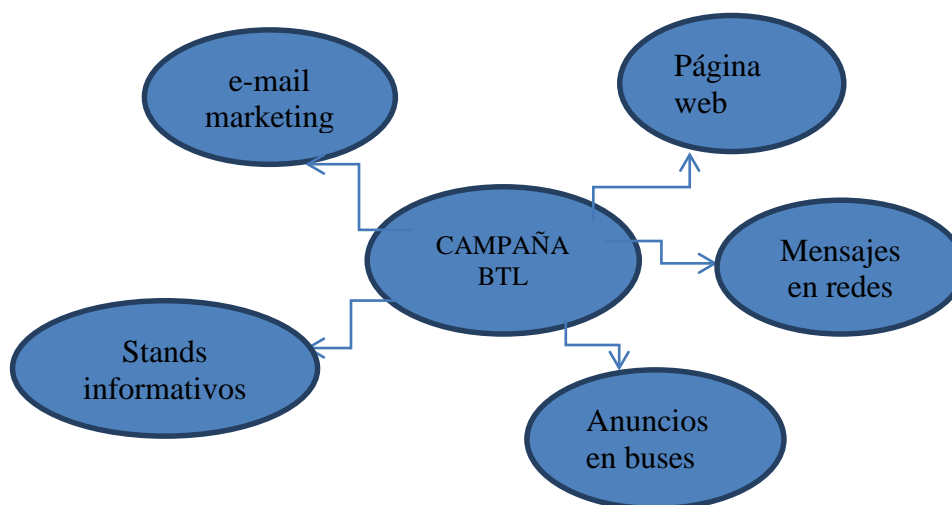 e-mail
marketing
Página
web
CAMPAÑA
BTL
Mensajes
en redes
Stands
informativos
Anuncios
en buses